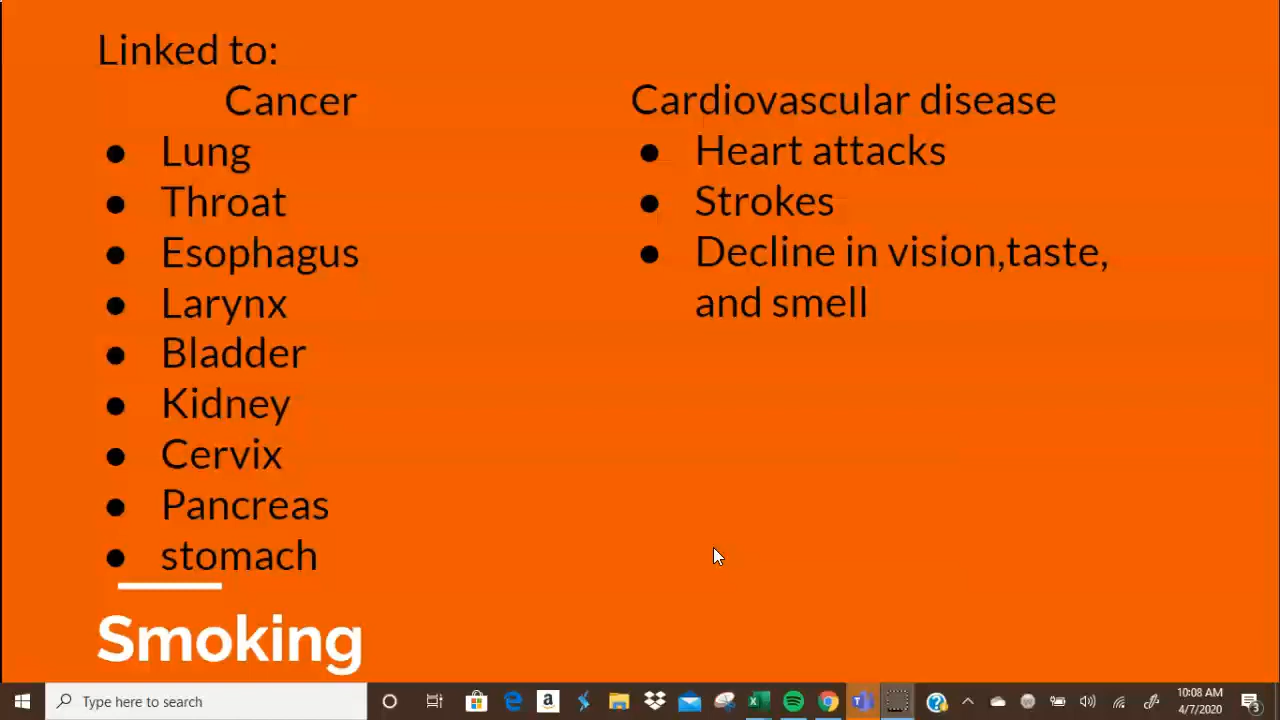 Linked to:
Cancer
● Lung
● Throat
● Esophagus
● Larynx
● Bladder
● Kidney
● Cervix
● Pancreas
● stomach
Cardiovascular disease
● Heart attacks
● Strokes
● Decline in vision,taste,
and smell
Smoking
Type here to search
10:08 AM
4/7/2020
3